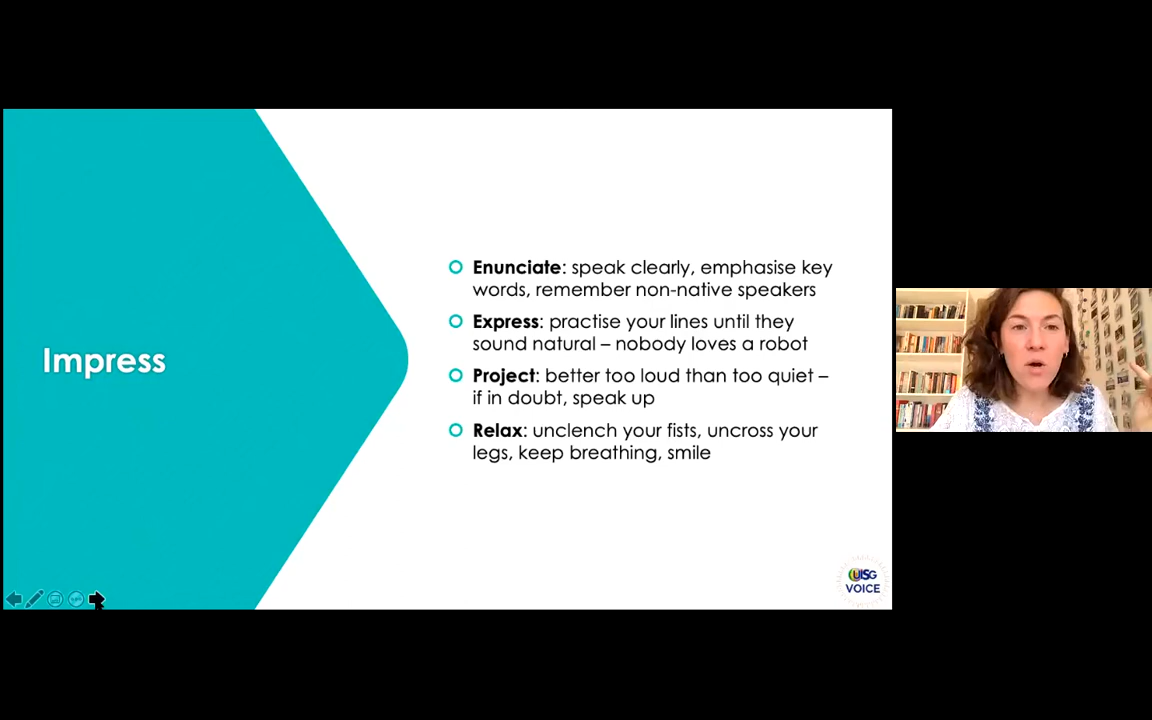 Impress
Enunciate: speak clearly, emphasise key
words, remember non-native speakers
Express: practise your lines until they
sound natural – nobody loves a robot
Project: better too loud than too quiet –
if in doubt, speak up
Relax: unclench your fists, uncross your
legs, keep breathing, smile
UISG
VOICE